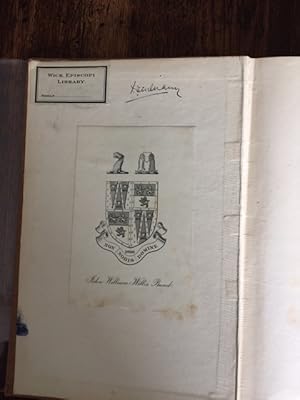 WICK EPISCOPI
LIBRARY.
NON NOBIS DOMINE
John William Willis Bund.